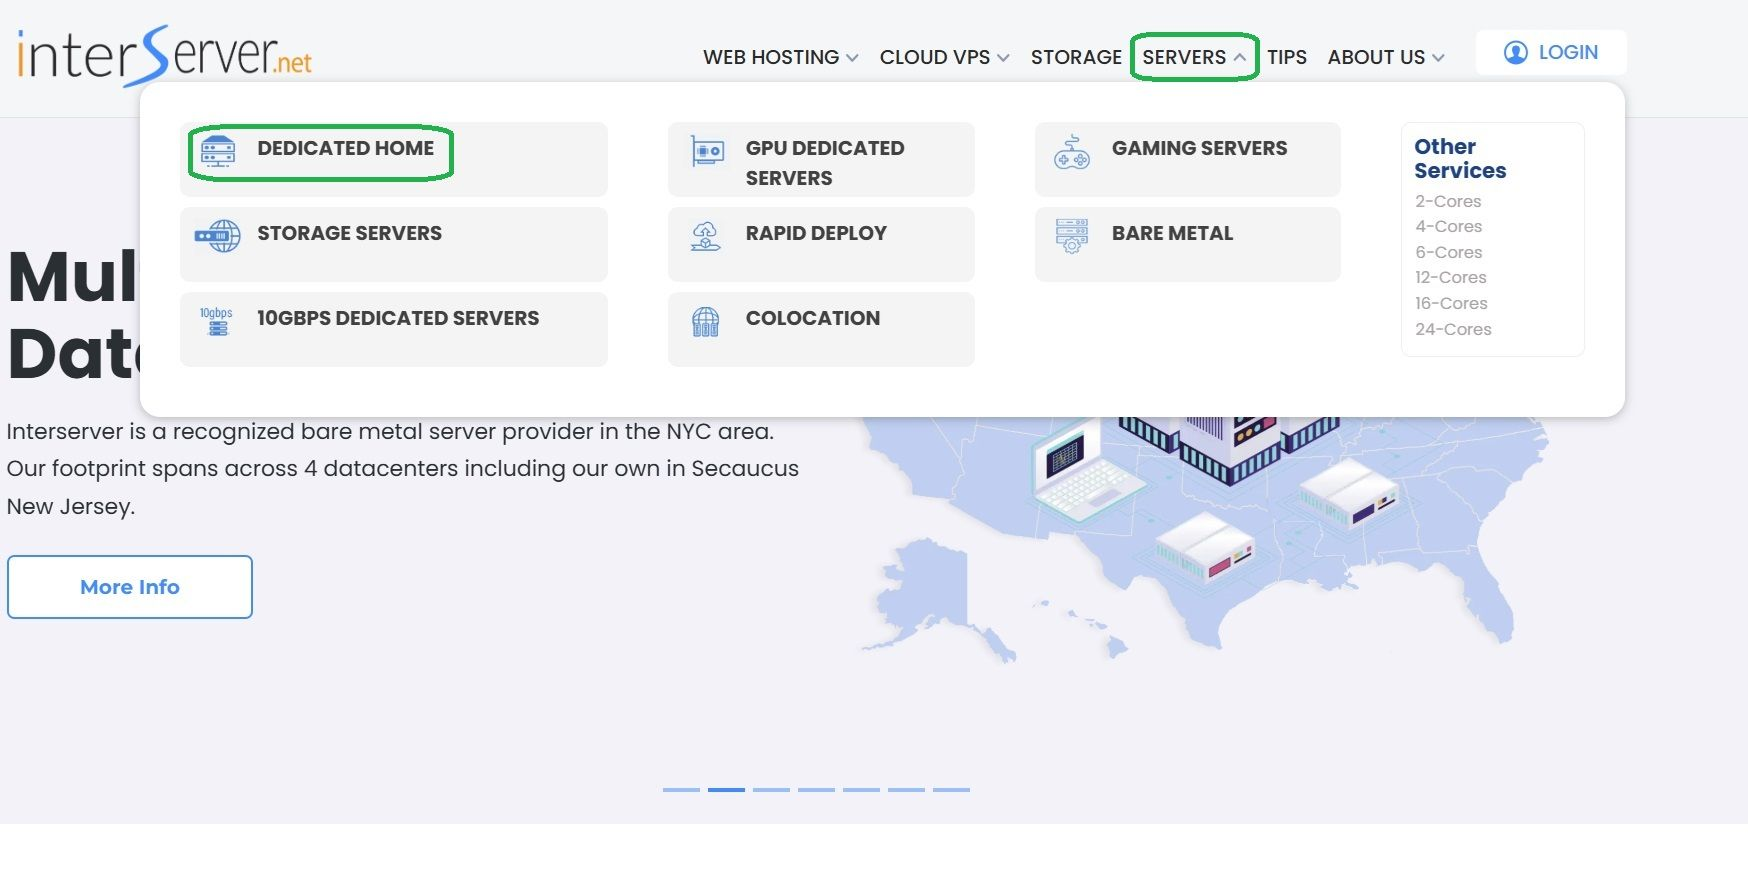 interServer.net
WEB HOSTING
CLOUD VPS
STORAGE
SERVERS
TIPS
ABOUT US
LOGIN
DEDICATED HOME
GPU DEDICATED
SERVERS
GAMING SERVERS
STORAGE SERVERS
RAPID DEPLOY
BARE METAL
10gbps
10GBPS DEDICATED SERVERS
COLOCATION
Other
Services
2-Cores
4-Cores
6-Cores
12-Cores
16-Cores
24-Cores
Interserver is a recognized bare metal server provider in the NYC area.
Our footprint spans across 4 datacenters including our own in Secaucus
New Jersey.
More Info